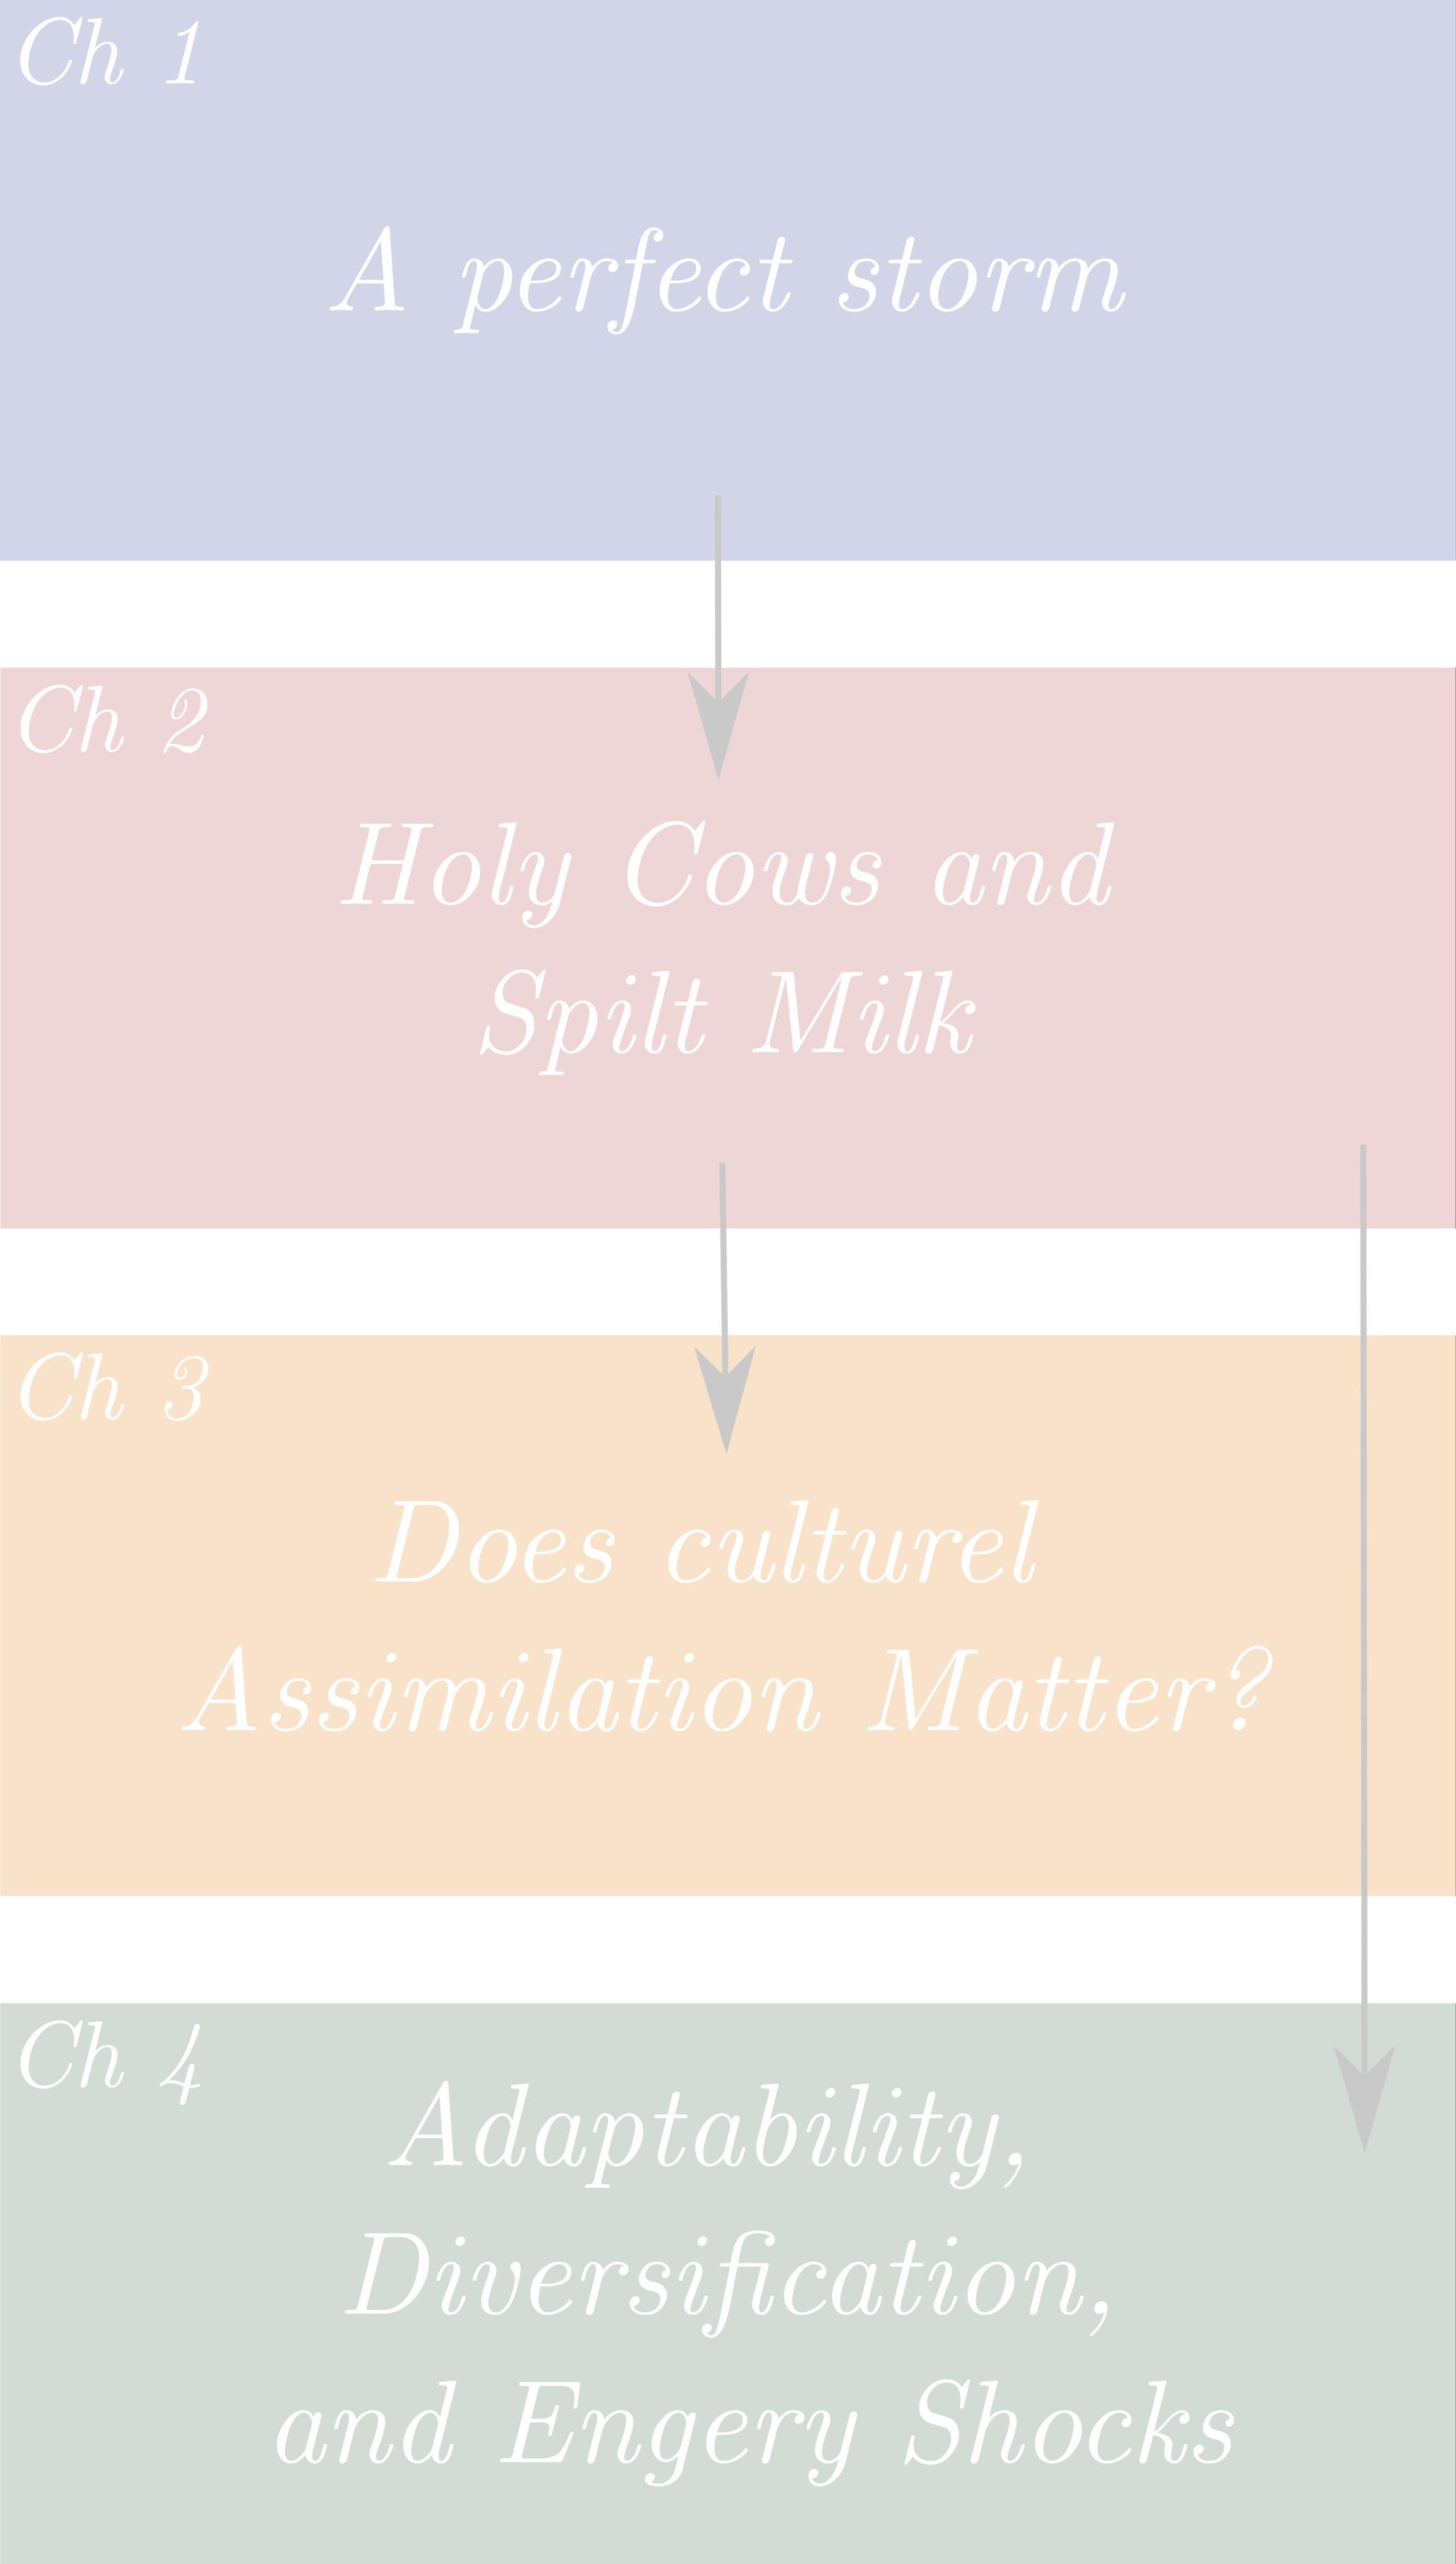 Ch 1
A perfect storm
Ch 2
Holy Cows and
Spilt Milk
Ch 3
Does culturel
Assimilation Matter?
Ch 4
Adaptability,
Diversification,
and Engery Shocks